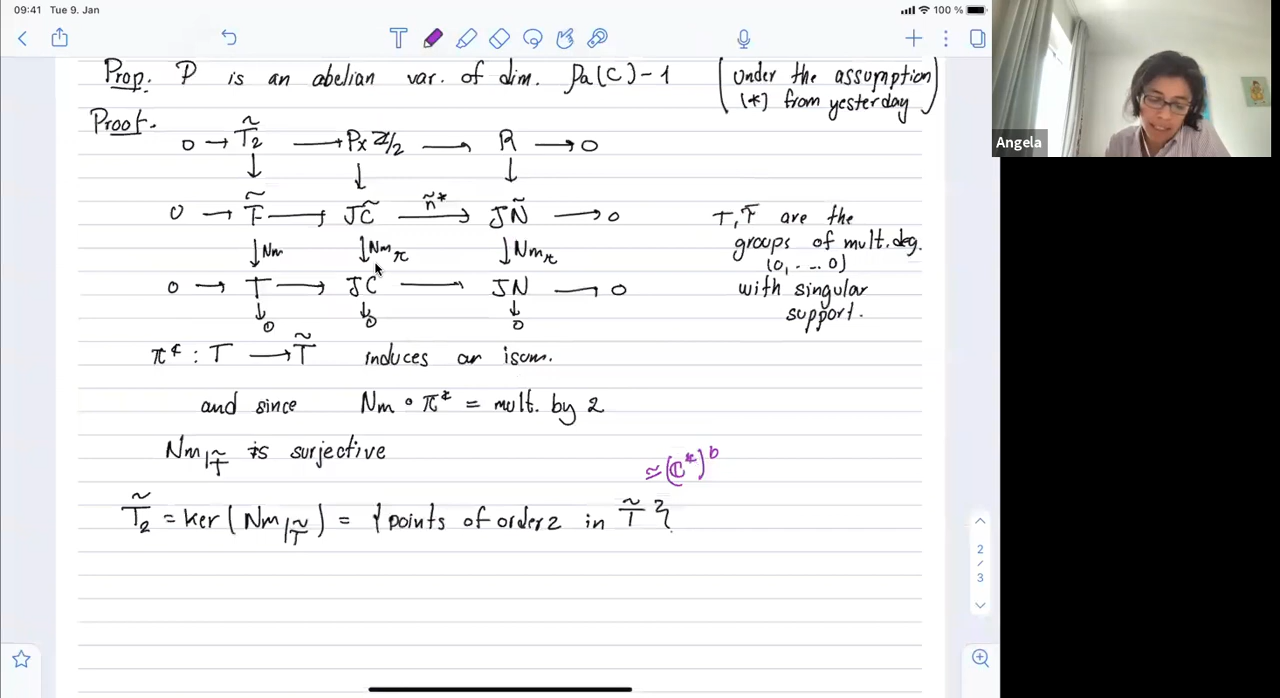 09:41 Tue 9. Jan 100 %
Prop. P is an abelian var. of dim. Pa(C)-1 (Under the assumption
(*) from yesterday)
Proof.
0 → T̃₂ → P×Z/2 → R → 0
0 → T̃ → JC̃ —ñ*→ JÑ → 0
↓Nm ↓Nm_π ↓Nm_π
0 → T → JC → JN → 0
↓ ↓ ↓
0 0 0
T, T̃ are the
groups of mult. deg.
(0, ... 0)
with singular
support.
π* : T → T̃ induces an isom.
and since Nm ∘ π* = mult. by 2
Nm|T̃ is surjective
≃ (C*)^b
T̃₂ = ker(Nm|T̃) = {points of order 2 in T̃}
2
/
3
Angela